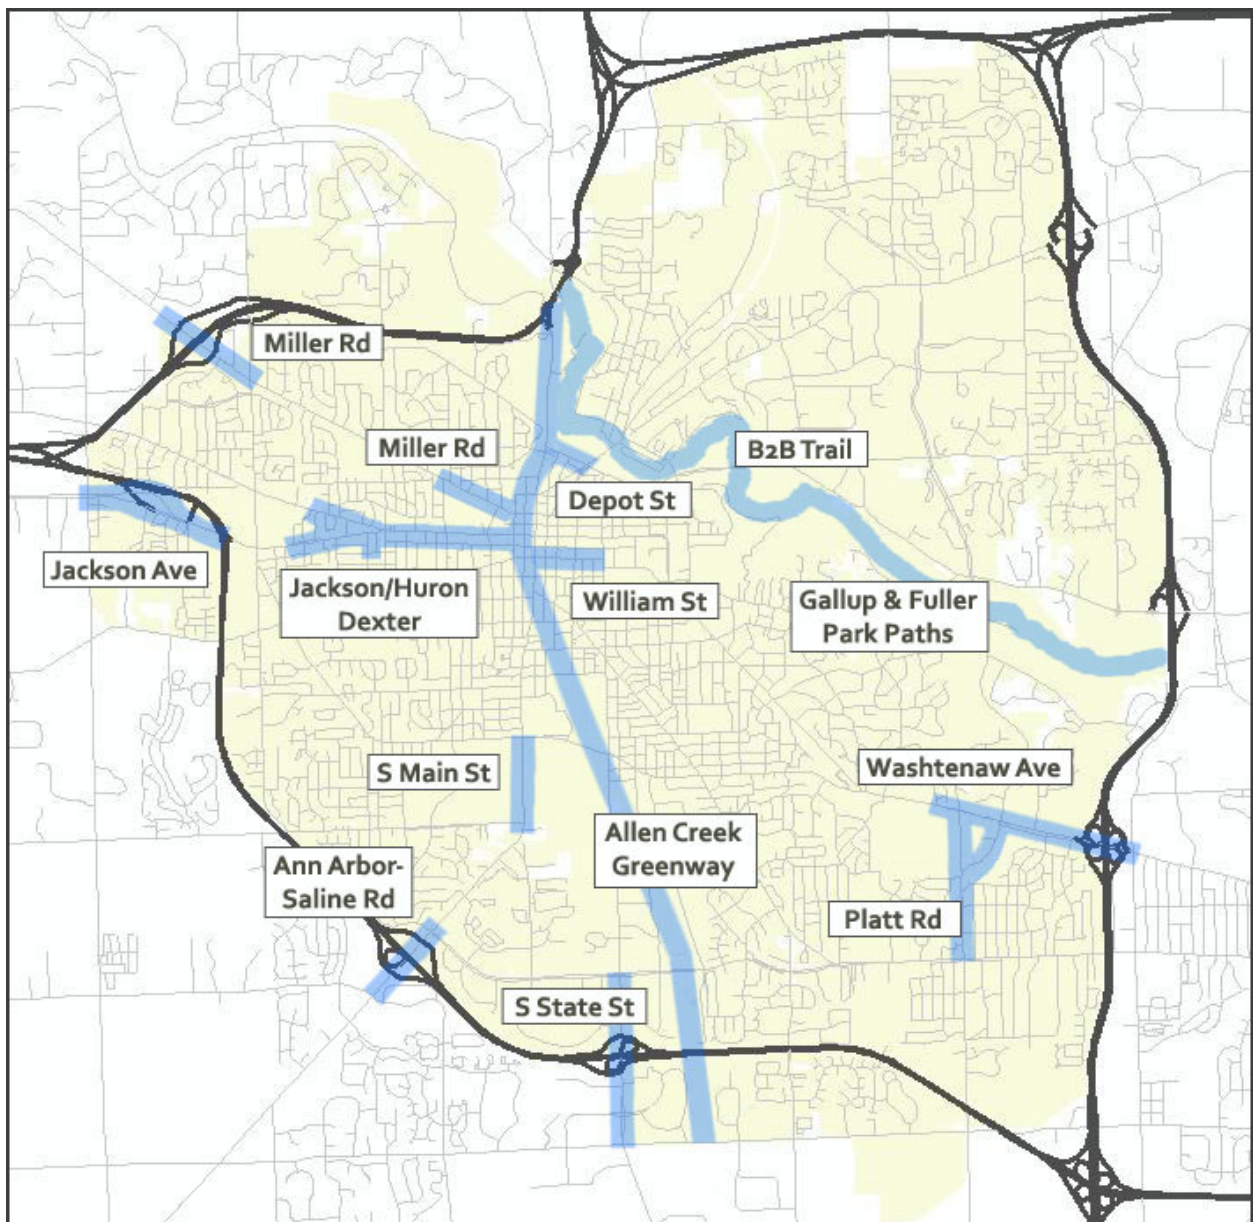 Miller Rd
Miller Rd
B2B Trail
Depot St
Jackson Ave
Jackson/Huron
Dexter
William St
Gallup & Fuller
Park Paths
S Main St
Washtenaw Ave
Allen Creek
Greenway
Ann Arbor-
Saline Rd
Platt Rd
S State St